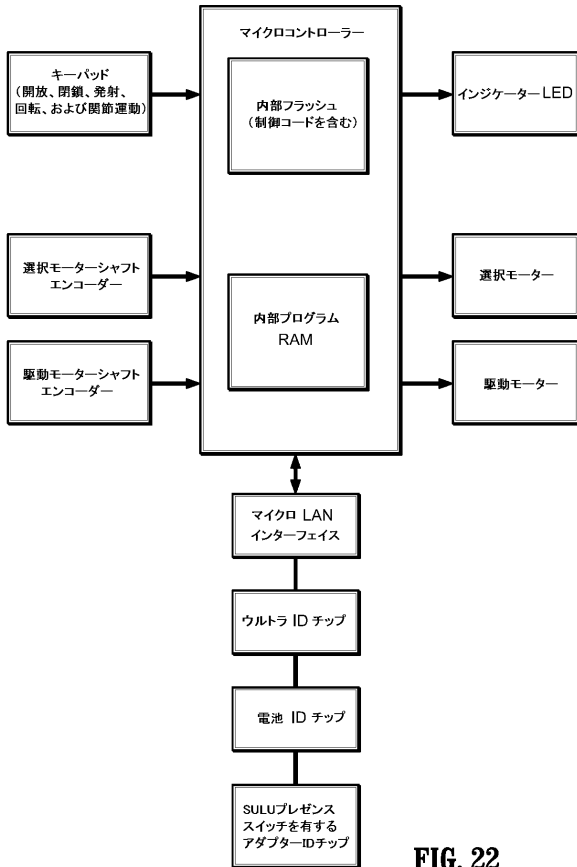 マイクロコントローラー
キーパッド
（開放、閉鎖、発射、
回転、および関節運動）
内部フラッシュ
（制御コードを含む）
インジケーター LED
選択モーターシャフト
エンコーダー
選択モーター
内部プログラム
RAM
駆動モーターシャフト
エンコーダー
駆動モーター
マイクロ LAN
インターフェイス
ウルトラ ID チップ
電池 ID チップ
SULUプレゼンス
スイッチを有する
アダプターIDチップ
FIG. 22